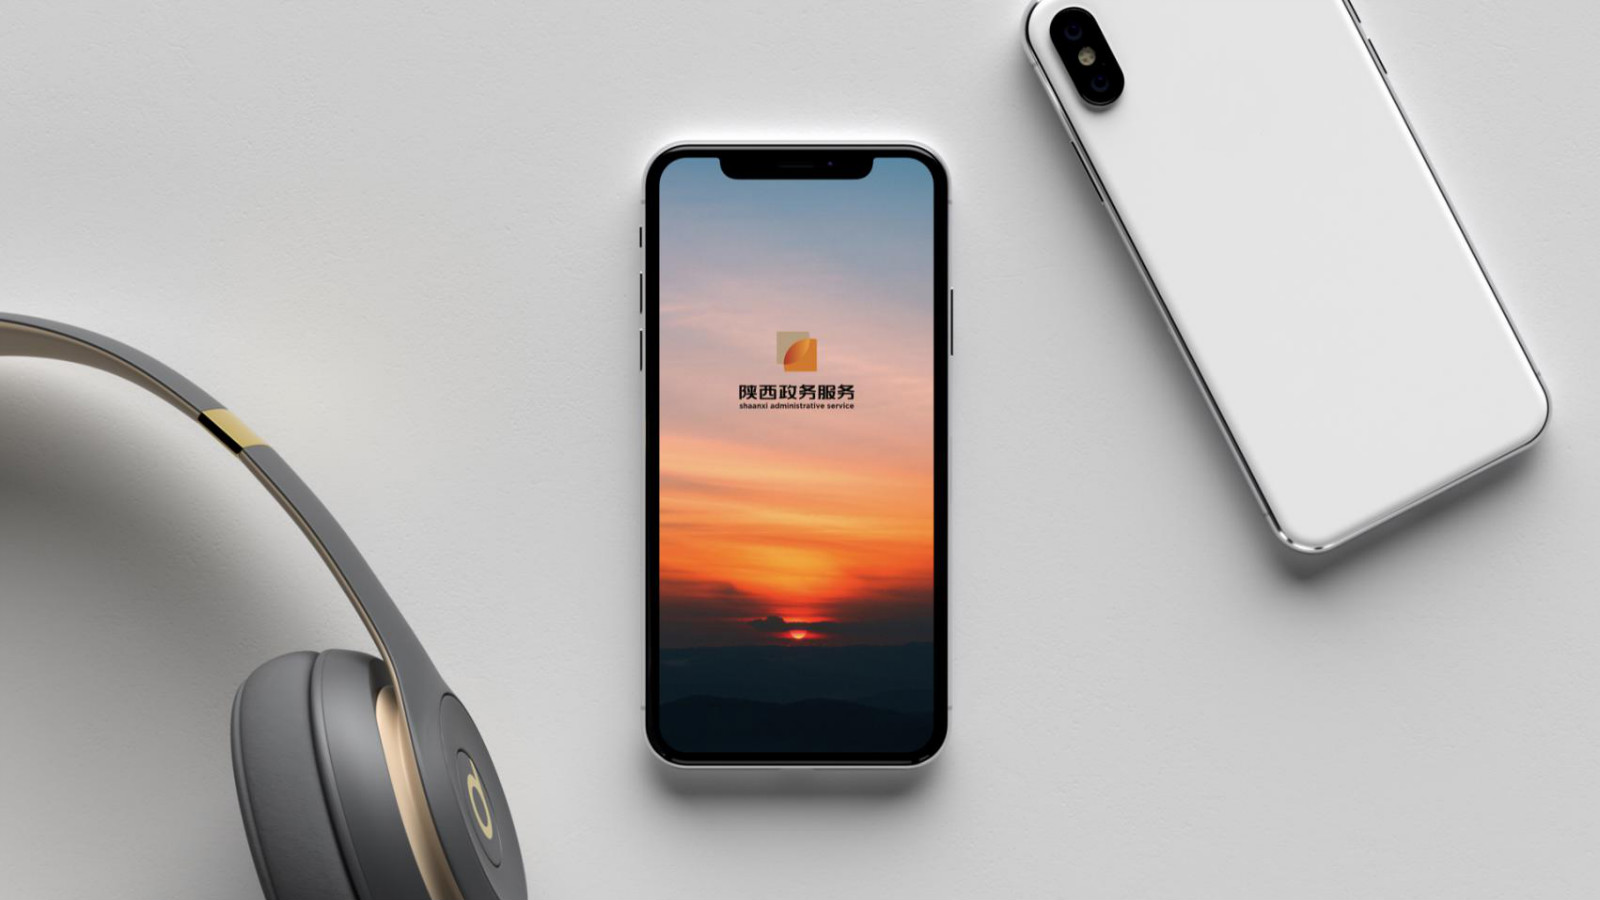 陕西政务服务
shaanxi administrative service